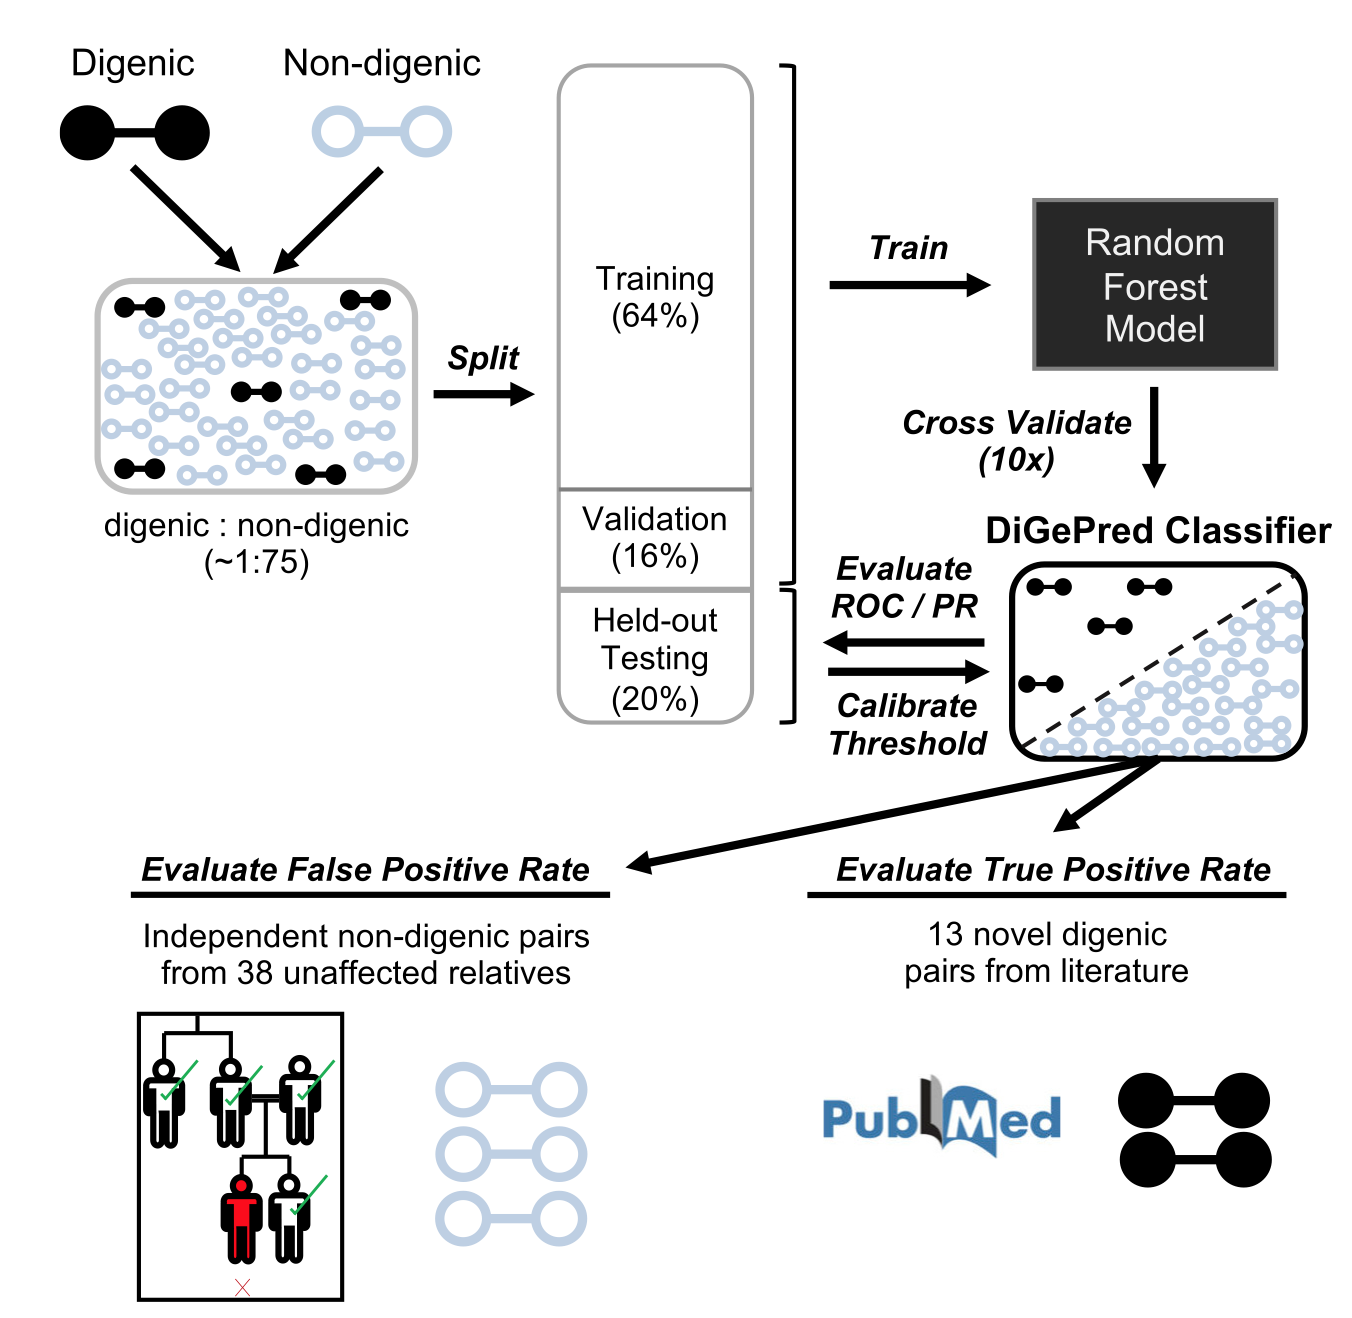 Digenic
Non-digenic
digenic : non-digenic
(~1:75)
Split
Training
(64%)
Validation
(16%)
Held-out
Testing
(20%)
Train
Random
Forest
Model
Cross Validate
(10x)
DiGePred Classifier
Evaluate
ROC / PR
Calibrate
Threshold
Evaluate False Positive Rate
Independent non-digenic pairs
from 38 unaffected relatives
Evaluate True Positive Rate
13 novel digenic
pairs from literature
PubMed